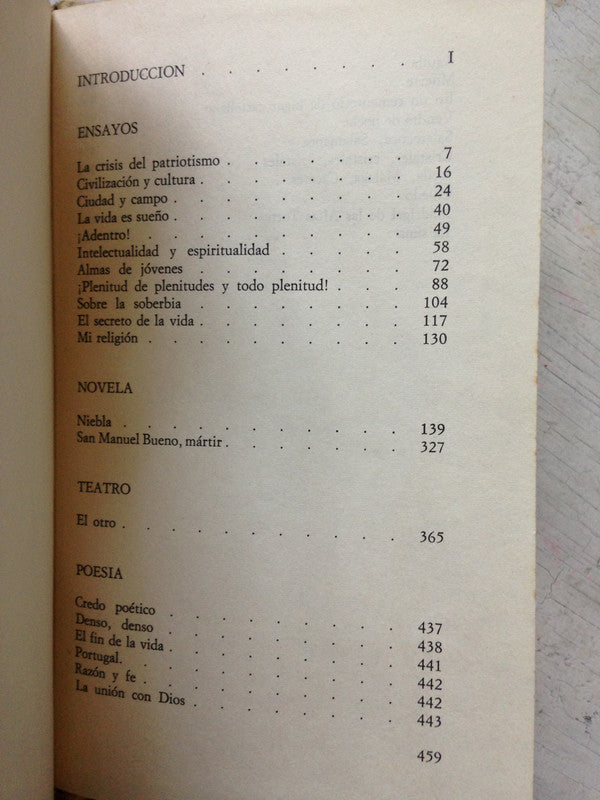 INTRODUCCION . . . . . . . . I
ENSAYOS
La crisis del patriotismo . . . . . . 7
Civilización y cultura . . . . . . . 16
Ciudad y campo . . . . . . . . 24
La vida es sueño . . . . . . . . 40
¡Adentro! . . . . . . . . . 49
Intelectualidad y espiritualidad . . . . . 58
Almas de jóvenes . . . . . . . . 72
¡Plenitud de plenitudes y todo plenitud! . . . 88
Sobre la soberbia . . . . . . . . 104
El secreto de la vida . . . . . . . 117
Mi religión . . . . . . . . . 130
NOVELA
Niebla . . . . . . . . . . 139
San Manuel Bueno, mártir . . . . . . 327
TEATRO
El otro . . . . . . . . . . 365
POESIA
Credo poético . . . . . . . . 437
Denso, denso . . . . . . . . 438
El fin de la vida . . . . . . . . 441
Portugal. . . . . . . . . . 442
Razón y fe . . . . . . . . . 442
La unión con Dios . . . . . . . 443
459